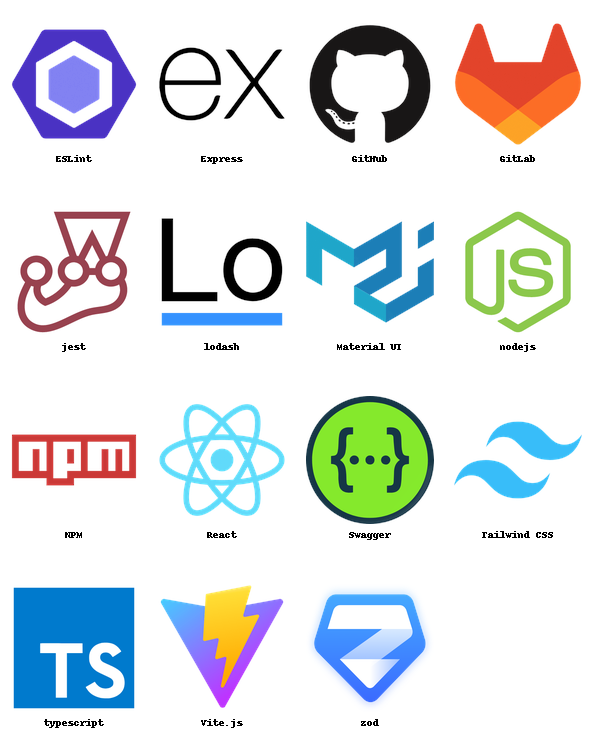 ex
ESLint
Express
GitHub
GitLab
Lo
js
jest
lodash
Material UI
nodejs
npm
{...}
NPM
React
Swagger
Tailwind CSS
TS
typescript
Vite.js
zod